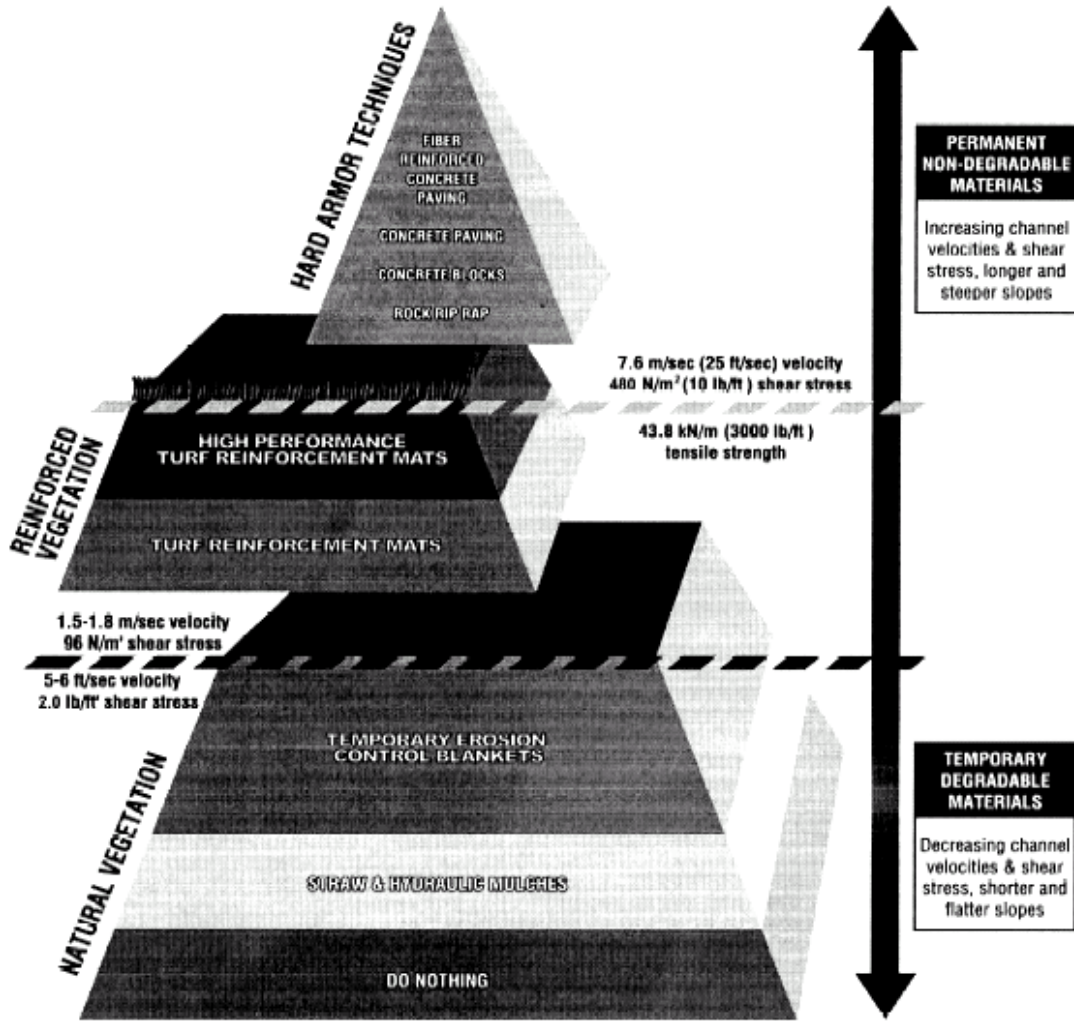 HARD ARMOR TECHNIQUES
FIBER
REINFORCED
CONCRETE
PAVING
CONCRETE PAVING
CONCRETE BLOCKS
ROCK RIP RAP
PERMANENT
NON-DEGRADABLE
MATERIALS
Increasing channel
velocities & shear
stress, longer and
steeper slopes
7.6 m/sec (25 ft/sec) velocity
480 N/m² (10 lb/ft ) shear stress
43.8 kN/m (3000 lb/ft )
tensile strength
REINFORCED
VEGETATION
HIGH PERFORMANCE
TURF REINFORCEMENT MATS
TURF REINFORCEMENT MATS
1.5-1.8 m/sec velocity
96 N/m² shear stress
5-6 ft/sec velocity
2.0 lb/ft² shear stress
NATURAL VEGETATION
TEMPORARY EROSION
CONTROL BLANKETS
STRAW & HYDRAULIC MULCHES
DO NOTHING
TEMPORARY
DEGRADABLE
MATERIALS
Decreasing channel
velocities & shear
stress, shorter and
flatter slopes